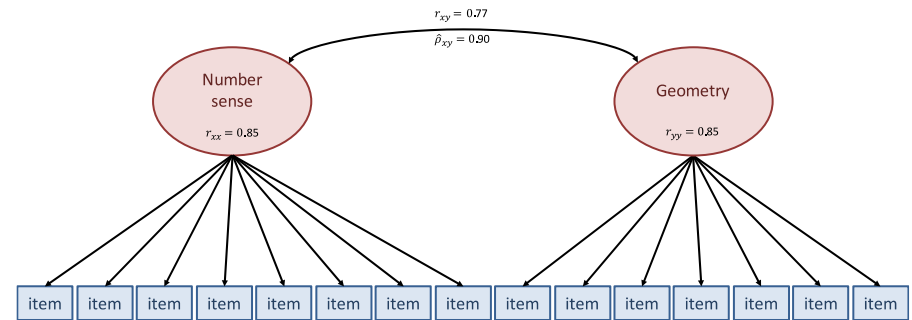 r_xy = 0.77
ρ̂_xy = 0.90
Number
sense
r_xx = 0.85
Geometry
r_yy = 0.85
item item item item item item item item item item item item item item item